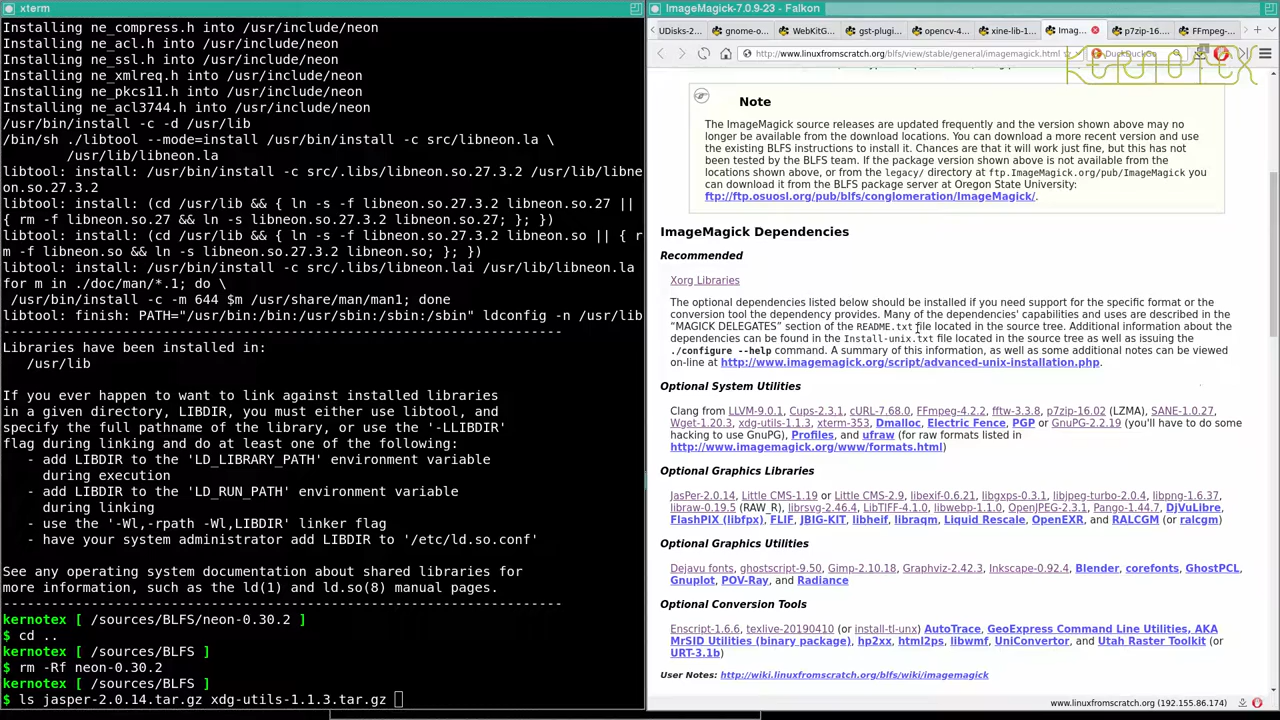 xterm
Installing ne_compress.h into /usr/include/neon
Installing ne_acl.h into /usr/include/neon
Installing ne_ssl.h into /usr/include/neon
Installing ne_xmlreq.h into /usr/include/neon
Installing ne_pkcs11.h into /usr/include/neon
Installing ne_acl3744.h into /usr/include/neon
/usr/bin/install -c -d /usr/lib
/bin/sh ./libtool --mode=install /usr/bin/install -c src/libneon.la \
/usr/lib/libneon.la
libtool: install: /usr/bin/install -c src/.libs/libneon.so.27.3.2 /usr/lib/libne
on.so.27.3.2
libtool: install: (cd /usr/lib && { ln -s -f libneon.so.27.3.2 libneon.so.27 ||
{ rm -f libneon.so.27 && ln -s libneon.so.27.3.2 libneon.so.27; }; })
libtool: install: (cd /usr/lib && { ln -s -f libneon.so.27.3.2 libneon.so || { r
m -f libneon.so && ln -s libneon.so.27.3.2 libneon.so; }; })
libtool: install: /usr/bin/install -c src/.libs/libneon.lai /usr/lib/libneon.la
for m in ./doc/man/*.1; do \
/usr/bin/install -c -m 644 $m /usr/share/man/man1; done
libtool: finish: PATH="/usr/bin:/bin:/usr/sbin:/sbin:/sbin" ldconfig -n /usr/lib
----------------------------------------------------------------------
Libraries have been installed in:
/usr/lib
If you ever happen to want to link against installed libraries
in a given directory, LIBDIR, you must either use libtool, and
specify the full pathname of the library, or use the '-LLIBDIR'
flag during linking and do at least one of the following:
- add LIBDIR to the 'LD_LIBRARY_PATH' environment variable
during execution
- add LIBDIR to the 'LD_RUN_PATH' environment variable
during linking
- use the '-Wl,-rpath -Wl,LIBDIR' linker flag
- have your system administrator add LIBDIR to '/etc/ld.so.conf'
See any operating system documentation about shared libraries for
more information, such as the ld(1) and ld.so(8) manual pages.
----------------------------------------------------------------------
kernotex [ /sources/BLFS/neon-0.30.2 ]
$ cd ..
kernotex [ /sources/BLFS ]
$ rm -Rf neon-0.30.2
kernotex [ /sources/BLFS ]
$ ls jasper-2.0.14.tar.gz xdg-utils-1.1.3.tar.gz
ImageMagick-7.0.9-23 - Falkon
UDisks-2... gnome-o... WebKitG... gst-plug... opencv-4... xine-lib-1... Imag... p7zip-16.... FFmpeg-...
http://www.linuxfromscratch.org/blfs/view/stable/general/imagemagick.html DuckDuckGo
KERNOTEX
Note
The ImageMagick source releases are updated frequently and the version shown above may no
longer be available from the download locations. You can download a more recent version and use
the existing BLFS instructions to install it. Chances are that it will work just fine, but this has not
been tested by the BLFS team. If the package version shown above is not available from the
locations shown above, or from the legacy/ directory at ftp.ImageMagick.org/pub/ImageMagick you
can download it from the BLFS package server at Oregon State University:
ftp://ftp.osuosl.org/pub/blfs/conglomeration/ImageMagick/.
ImageMagick Dependencies
Recommended
Xorg Libraries
The optional dependencies listed below should be installed if you need support for the specific format or the
conversion tool the dependency provides. Many of the dependencies' capabilities and uses are described in the
“MAGICK DELEGATES” section of the README.txt file located in the source tree. Additional information about the
dependencies can be found in the Install-unix.txt file located in the source tree as well as issuing the
./configure --help command. A summary of this information, as well as some additional notes can be viewed
on-line at http://www.imagemagick.org/script/advanced-unix-installation.php.
Optional System Utilities
Clang from LLVM-9.0.1, Cups-2.3.1, cURL-7.68.0, FFmpeg-4.2.2, fftw-3.3.8, p7zip-16.02 (LZMA), SANE-1.0.27,
Wget-1.20.3, xdg-utils-1.1.3, xterm-353, Dmalloc, Electric Fence, PGP or GnuPG-2.2.19 (you'll have to do some
hacking to use GnuPG), Profiles, and ufraw (for raw formats listed in
http://www.imagemagick.org/www/formats.html)
Optional Graphics Libraries
JasPer-2.0.14, Little CMS-1.19 or Little CMS-2.9, libexif-0.6.21, libgxps-0.3.1, libjpeg-turbo-2.0.4, libpng-1.6.37,
libraw-0.19.5 (RAW_R), librsvg-2.46.4, LibTIFF-4.1.0, libwebp-1.1.0, OpenJPEG-2.3.1, Pango-1.44.7, DjVuLibre,
FlashPIX (libfpx), FLIF, JBIG-KIT, libheif, libraqm, Liquid Rescale, OpenEXR, and RALCGM (or ralcgm)
Optional Graphics Utilities
Dejavu fonts, ghostscript-9.50, Gimp-2.10.18, Graphviz-2.42.3, Inkscape-0.92.4, Blender, corefonts, GhostPCL,
Gnuplot, POV-Ray, and Radiance
Optional Conversion Tools
Enscript-1.6.6, texlive-20190410 (or install-tl-unx) AutoTrace, GeoExpress Command Line Utilities, AKA
MrSID Utilities (binary package), hp2xx, html2ps, libwmf, UniConvertor, and Utah Raster Toolkit (or
URT-3.1b)
User Notes: http://wiki.linuxfromscratch.org/blfs/wiki/imagemagick
www.linuxfromscratch.org (192.155.86.174)